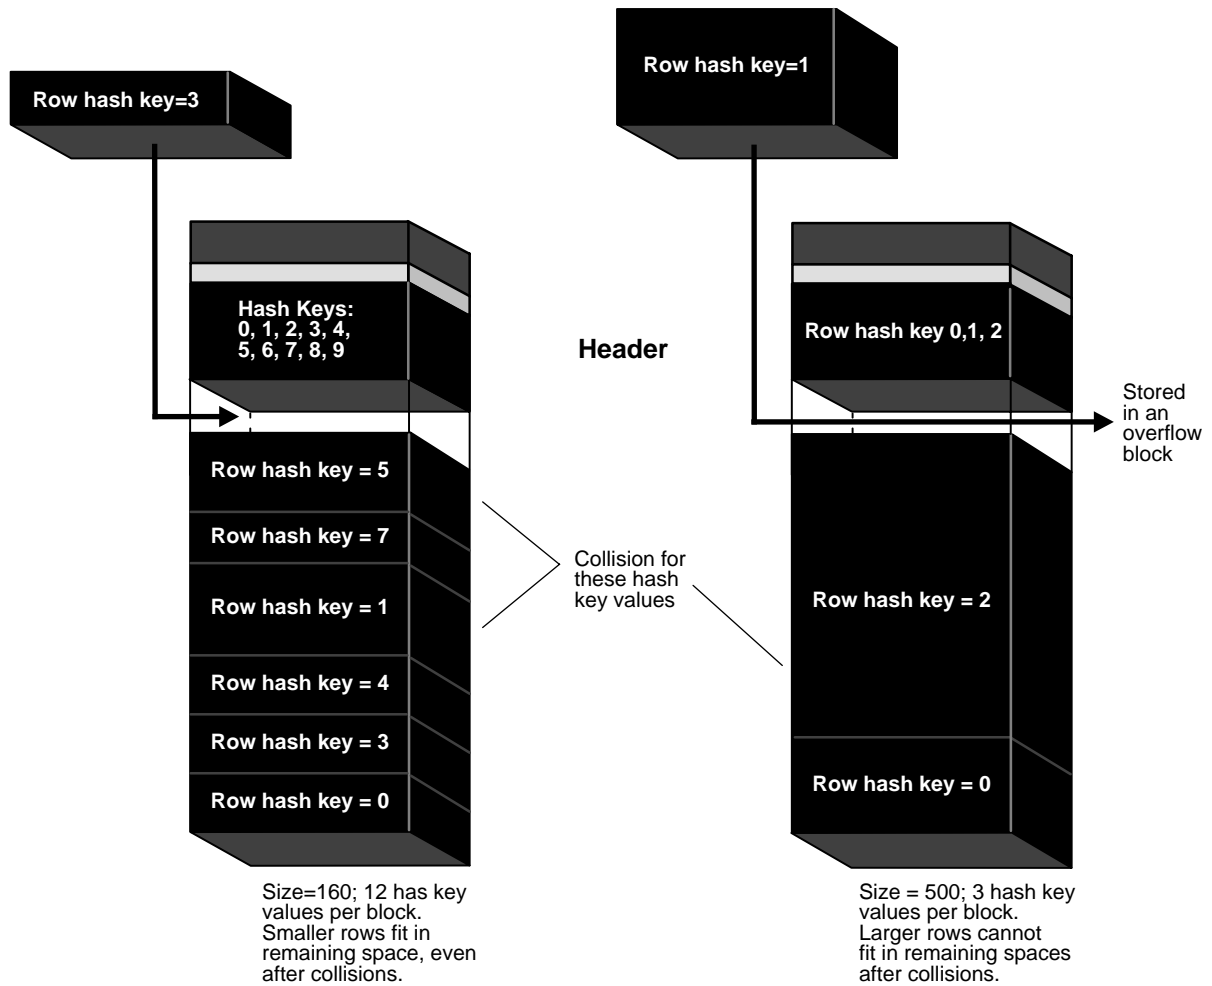 Row hash key=3
Row hash key=1
Hash Keys:
0, 1, 2, 3, 4,
5, 6, 7, 8, 9
Header
Row hash key 0,1, 2
Stored
in an
overflow
block
Row hash key = 5
Row hash key = 7
Row hash key = 1
Row hash key = 4
Row hash key = 3
Row hash key = 0
Collision for
these hash
key values
Row hash key = 2
Row hash key = 0
Size=160; 12 has key
values per block.
Smaller rows fit in
remaining space, even
after collisions.
Size = 500; 3 hash key
values per block.
Larger rows cannot
fit in remaining spaces
after collisions.